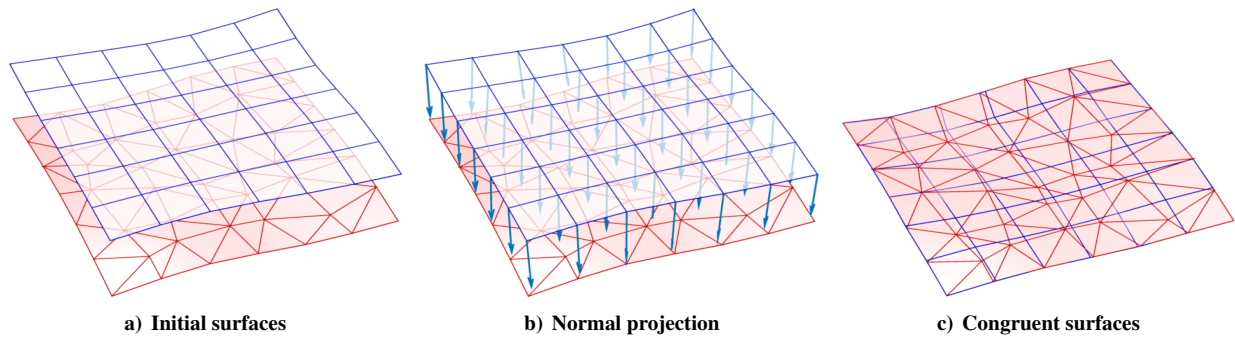 a) Initial surfaces
b) Normal projection
c) Congruent surfaces